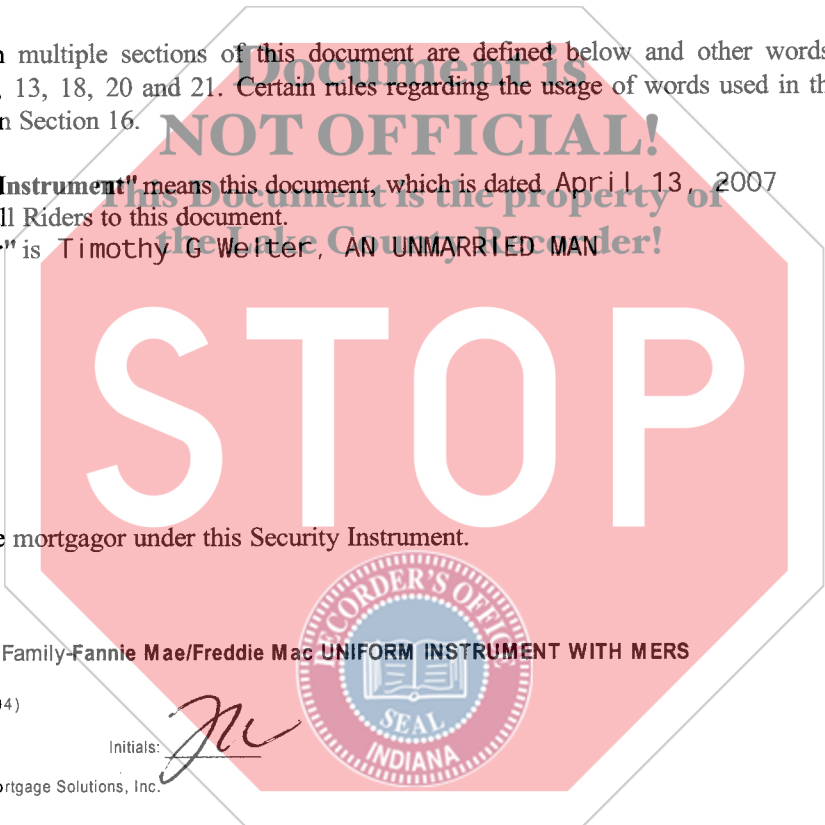 multiple sections of this document are defined below and other words
13, 18, 20 and 21. Certain rules regarding the usage of words used in
n Section 16.
Instrument" means this document, which is dated April 13, 2007
ll Riders to this document.
" is Timothy G Welter, AN UNMARRIED MAN
Document is
NOT OFFICIAL!
This Document is the property of
the Lake County Recorder!
STOP
e mortgagor under this Security Instrument.
Family-Fannie Mae/Freddie Mac UNIFORM INSTRUMENT WITH MERS
Initials:
ortgage Solutions, Inc.
RECORDER'S OFFICE
SEAL
INDIANA